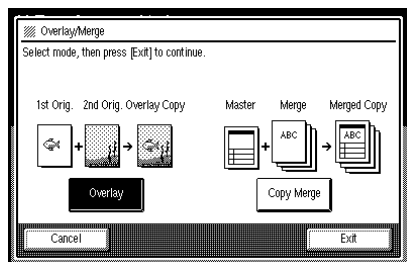 Overlay/Merge
Select mode, then press [Exit] to continue.
1st Orig. 2nd Orig. Overlay Copy Master Merge Merged Copy
ABC ABC
Overlay Copy Merge
Cancel Exit